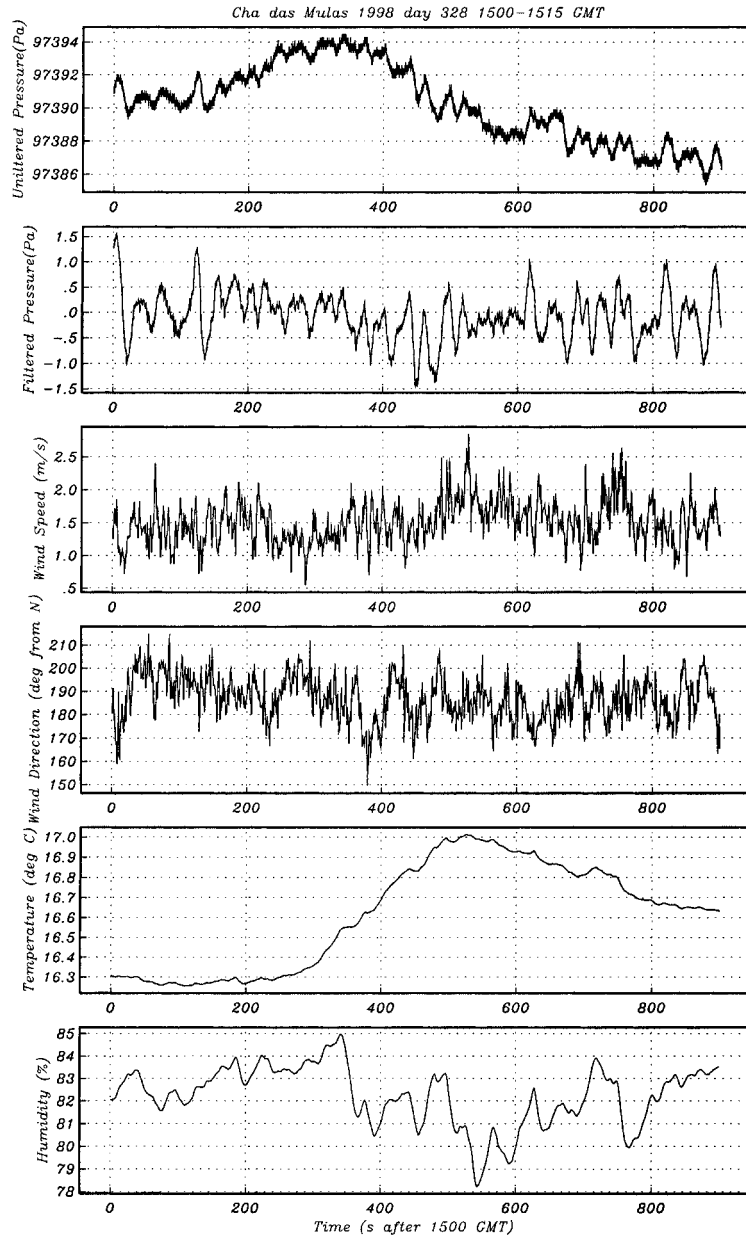 Cha das Mulas 1998 day 328 1500-1515 GMT
Unfiltered Pressure(Pa)
97394
97392
97390
97388
97386
0 200 400 600 800
Filtered Pressure(Pa)
1.5
1.0
.5
.0
-.5
-1.0
-1.5
0 200 400 600 800
Wind Speed (m/s)
2.5
2.0
1.5
1.0
.5
0 200 400 600 800
Wind Direction (deg from N)
210
200
190
180
170
160
150
0 200 400 600 800
Temperature (deg C)
17.0
16.9
16.8
16.7
16.6
16.5
16.4
16.3
0 200 400 600 800
Humidity (%)
85
84
83
82
81
80
79
78
0 200 400 600 800
Time (s after 1500 GMT)